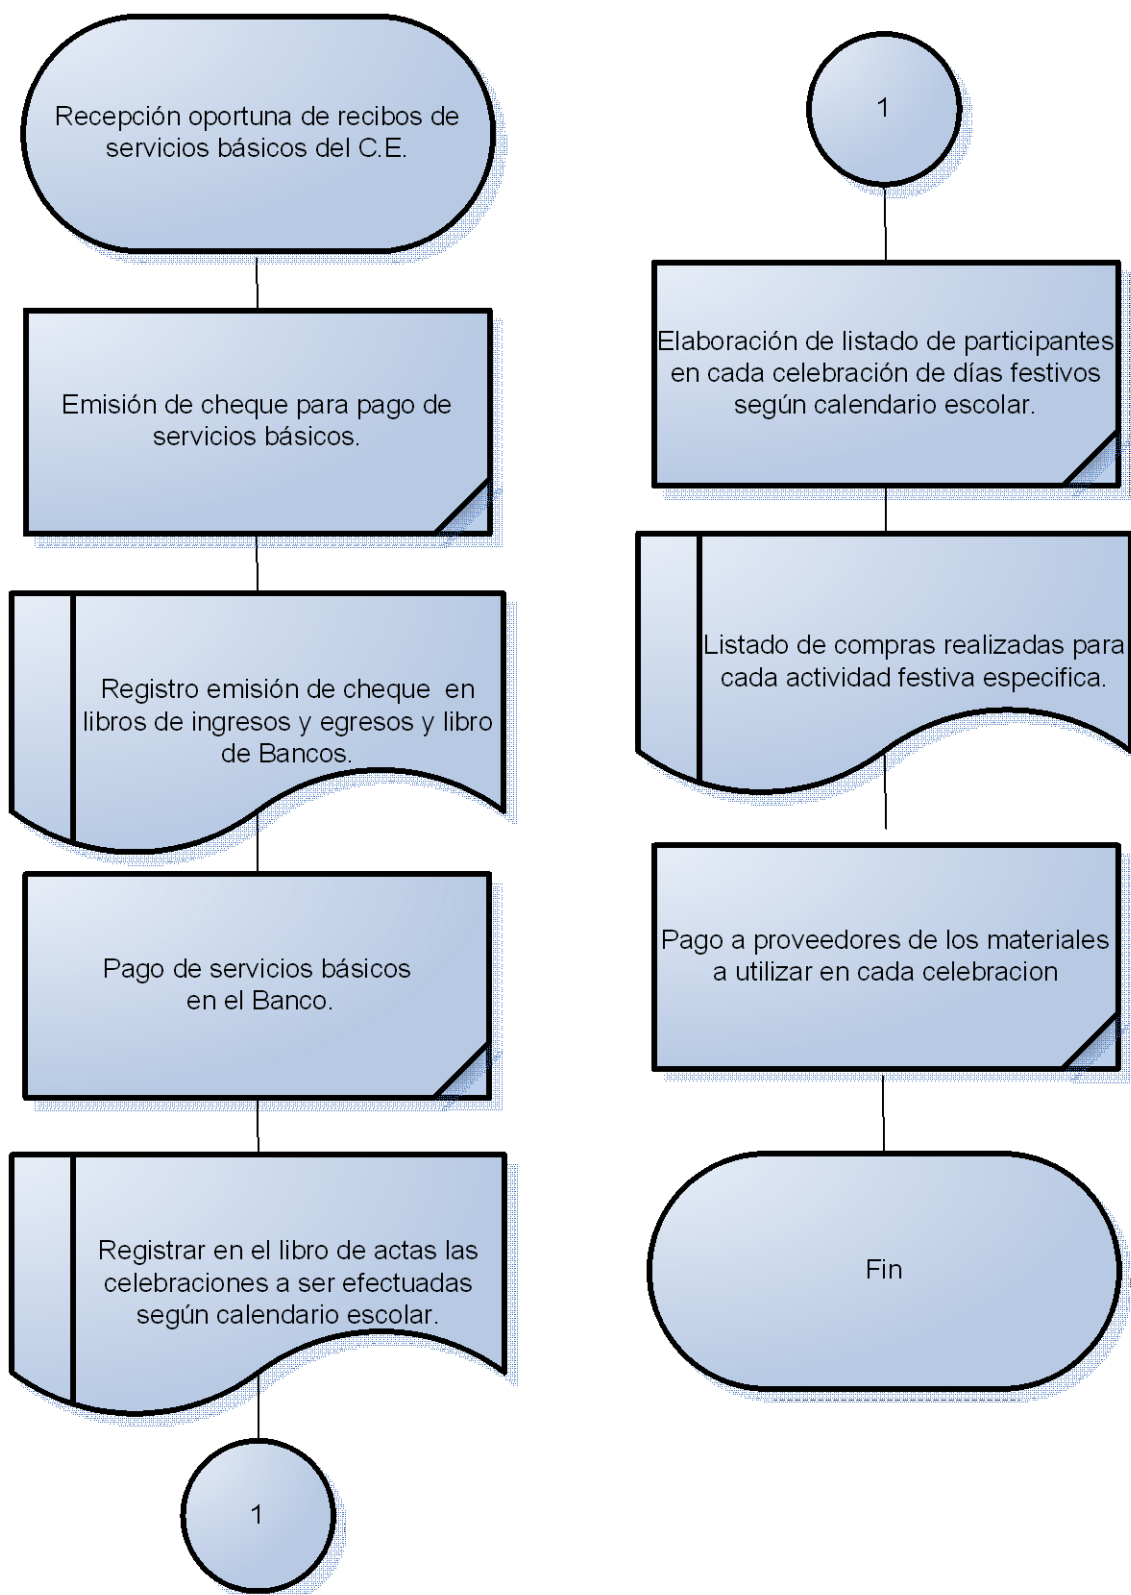 Recepción oportuna de recibos de
servicios básicos del C.E.
Emisión de cheque para pago de
servicios básicos.
Registro emisión de cheque en
libros de ingresos y egresos y libro
de Bancos.
Pago de servicios básicos
en el Banco.
Registrar en el libro de actas las
celebraciones a ser efectuadas
según calendario escolar.
1
1
Elaboración de listado de participantes
en cada celebración de días festivos
según calendario escolar.
Listado de compras realizadas para
cada actividad festiva especifica.
Pago a proveedores de los materiales
a utilizar en cada celebracion
Fin